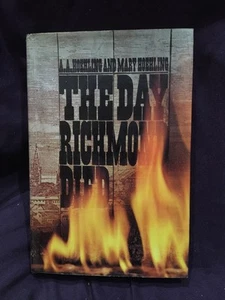 A.A. HOEHLING AND MARY HOEHLING
THE DAY
RICHMOND
DIED